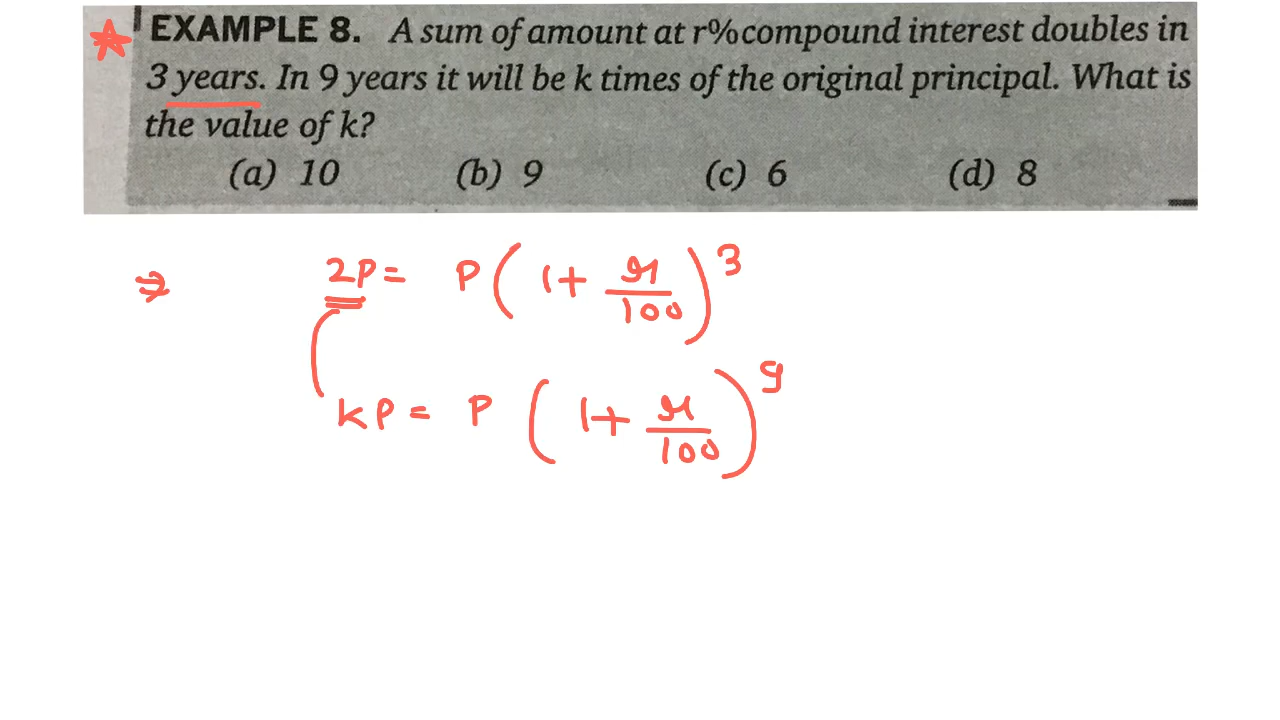 EXAMPLE 8. A sum of amount at r% compound interest doubles in
3 years. In 9 years it will be k times of the original principal. What is
the value of k?
(a) 10 (b) 9 (c) 6 (d) 8
⇒ 2P = P(1 + r/100)^3
kP = P(1 + r/100)^9